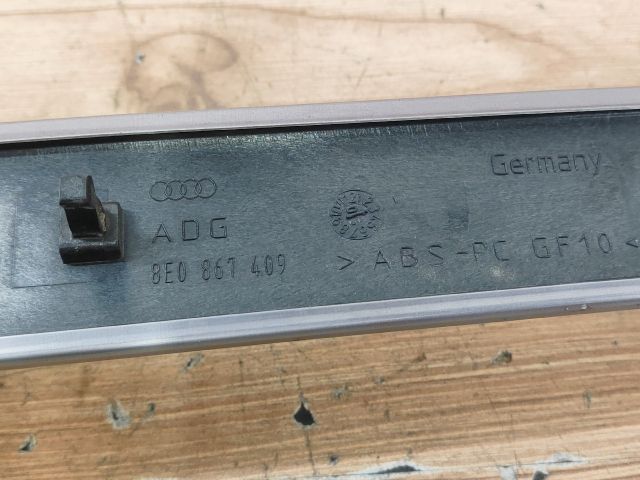 Germany
ADG
8E0 867 409
> ABS-PC GF10 <